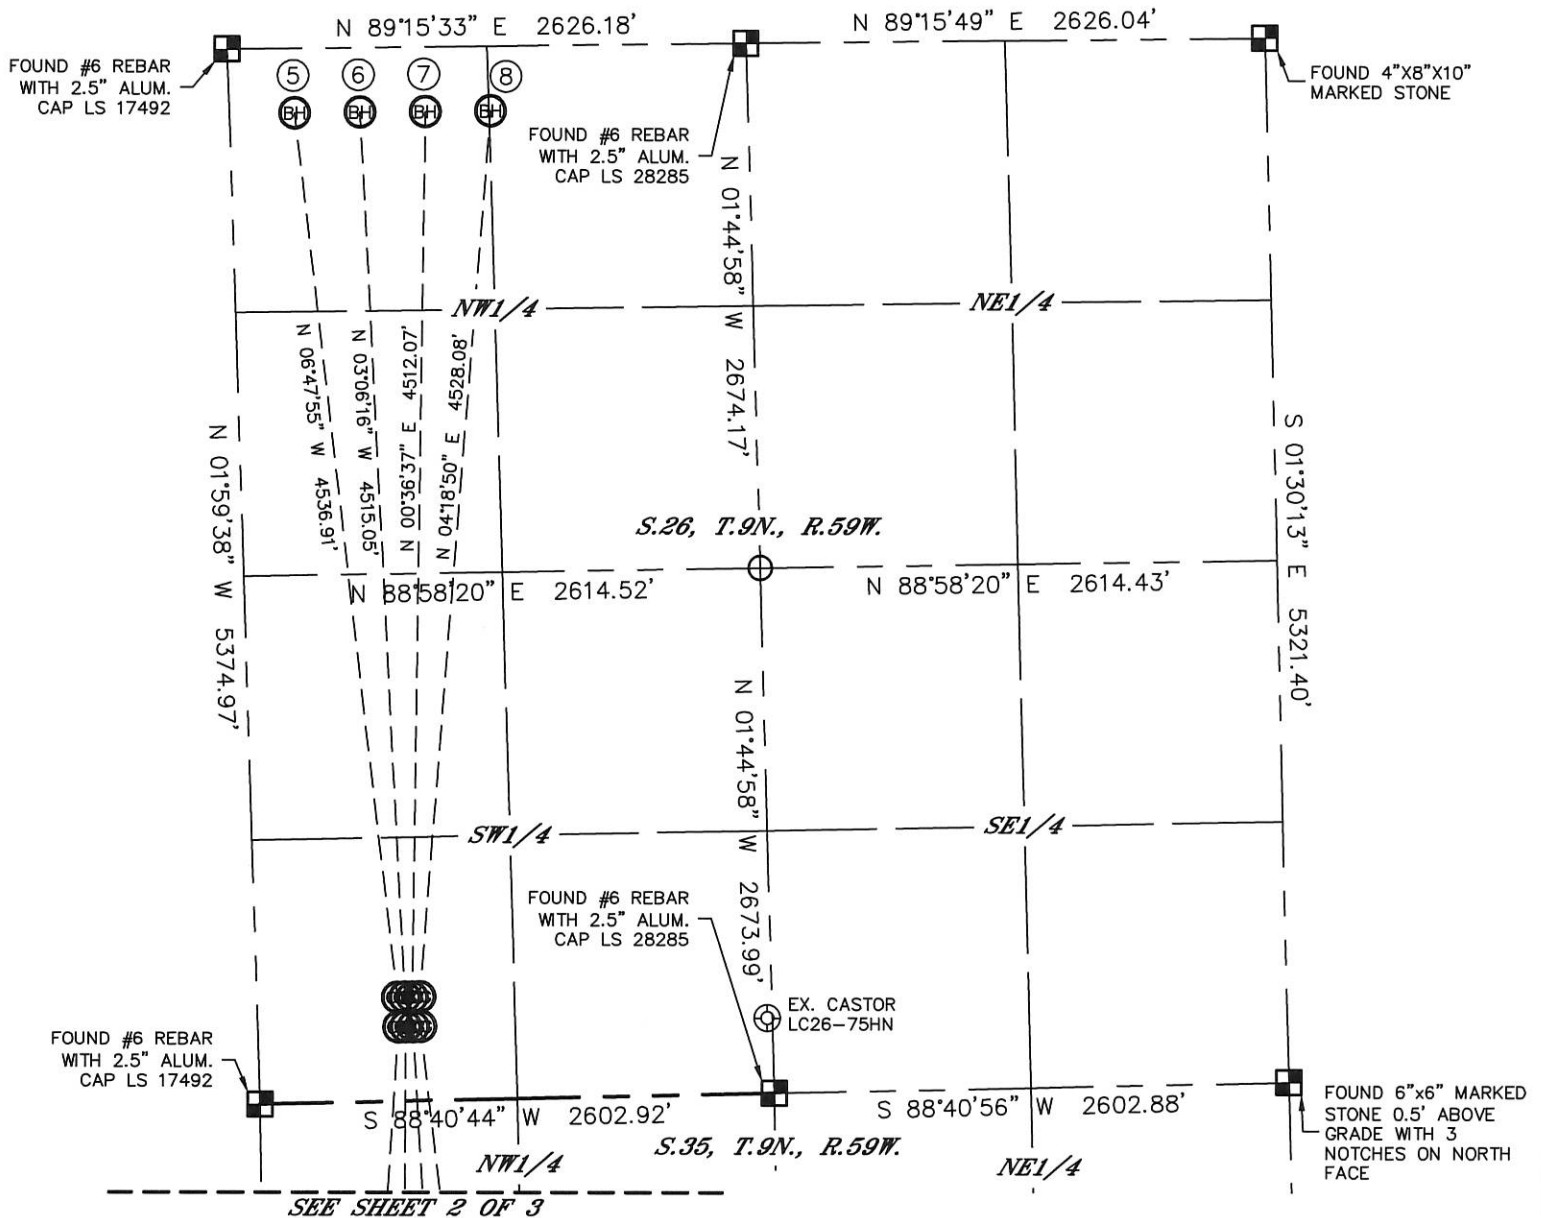 N 89°15'33" E 2626.18'
N 89°15'49" E 2626.04'
FOUND #6 REBAR
WITH 2.5" ALUM.
CAP LS 17492
5
6
7
8
BH
BH
BH
BH
FOUND #6 REBAR
WITH 2.5" ALUM.
CAP LS 28285
FOUND 4"X8"X10"
MARKED STONE
N 01°44'58" W 2674.17'
NW1/4
NE1/4
N 06°47'55" W 4536.91'
N 03°06'16" W 4515.05'
N 00°36'37" E 4512.07'
N 04°18'50" E 4528.08'
N 01°59'38" W 5374.97'
S 01°30'13" E 5321.40'
S.26, T.9N., R.59W.
N 88°58'20" E 2614.52'
N 88°58'20" E 2614.43'
N 01°44'58" W 2673.99'
SW1/4
SE1/4
FOUND #6 REBAR
WITH 2.5" ALUM.
CAP LS 28285
EX. CASTOR
LC26-75HN
FOUND #6 REBAR
WITH 2.5" ALUM.
CAP LS 17492
S 88°40'44" W 2602.92'
S 88°40'56" W 2602.88'
FOUND 6"x6" MARKED
STONE 0.5' ABOVE
GRADE WITH 3
NOTCHES ON NORTH
FACE
S.35, T.9N., R.59W.
NW1/4
NE1/4
SEE SHEET 2 OF 3